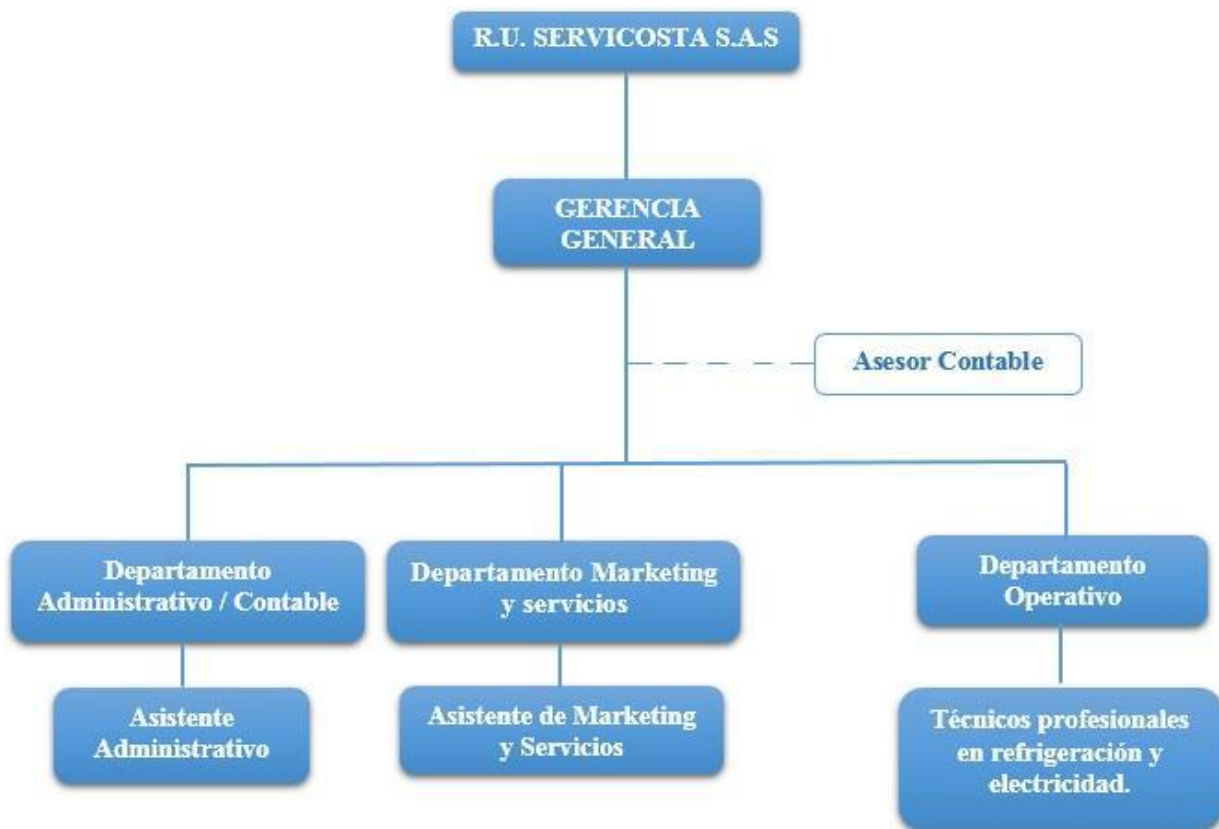 R.U. SERVICOSTA S.A.S
GERENCIA
GENERAL
Asesor Contable
Departamento
Administrativo / Contable
Departamento Marketing
y servicios
Departamento
Operativo
Asistente
Administrativo
Asistente de Marketing
y Servicios
Técnicos profesionales
en refrigeración y
electricidad.